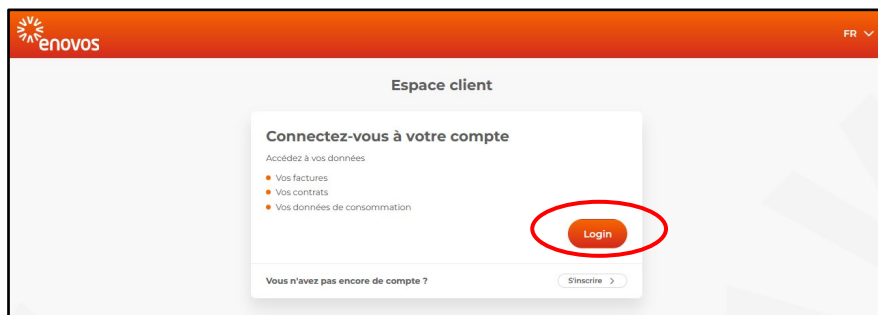 enovos
FR
Espace client
Connectez-vous à votre compte
Accédez à vos données
Vos factures
Vos contrats
Vos données de consommation
Login
Vous n'avez pas encore de compte ?
S'inscrire